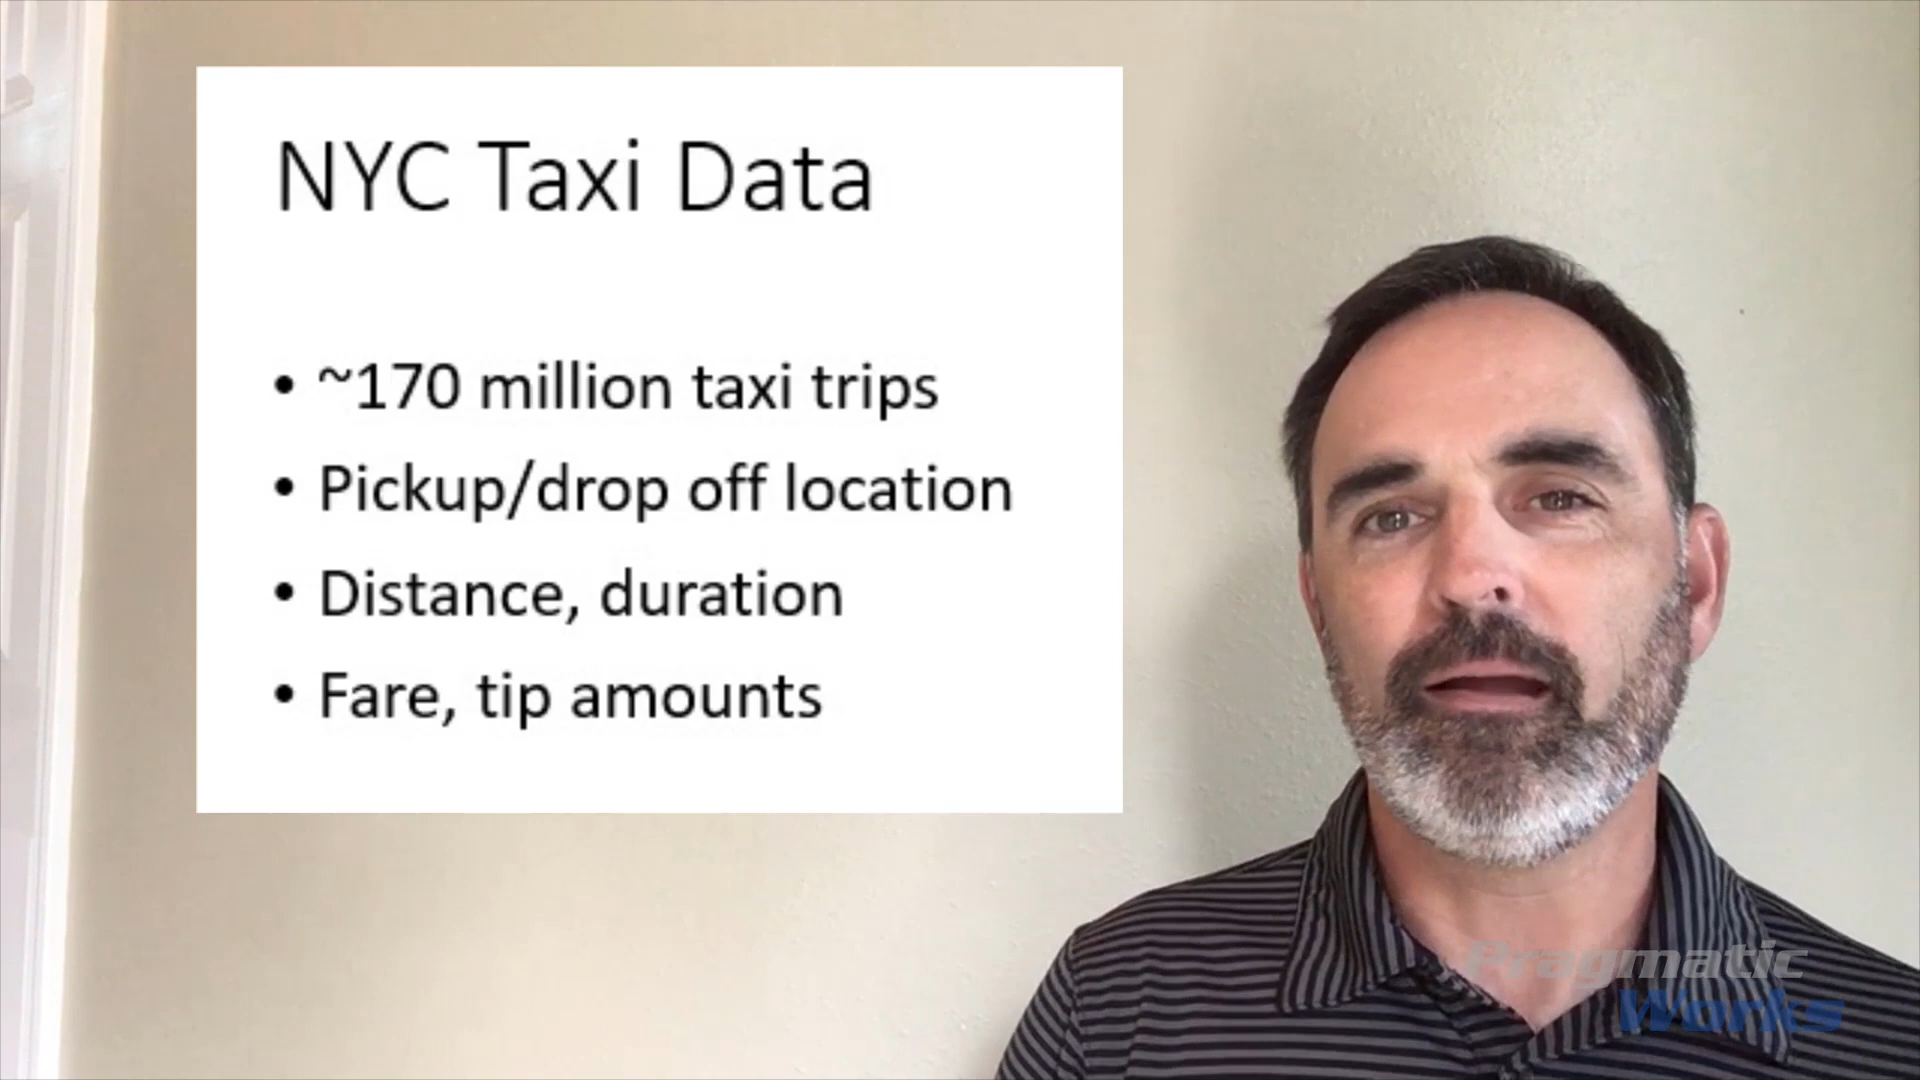 NYC Taxi Data
• ~170 million taxi trips
• Pickup/drop off location
• Distance, duration
• Fare, tip amounts
Pragmatic
Works